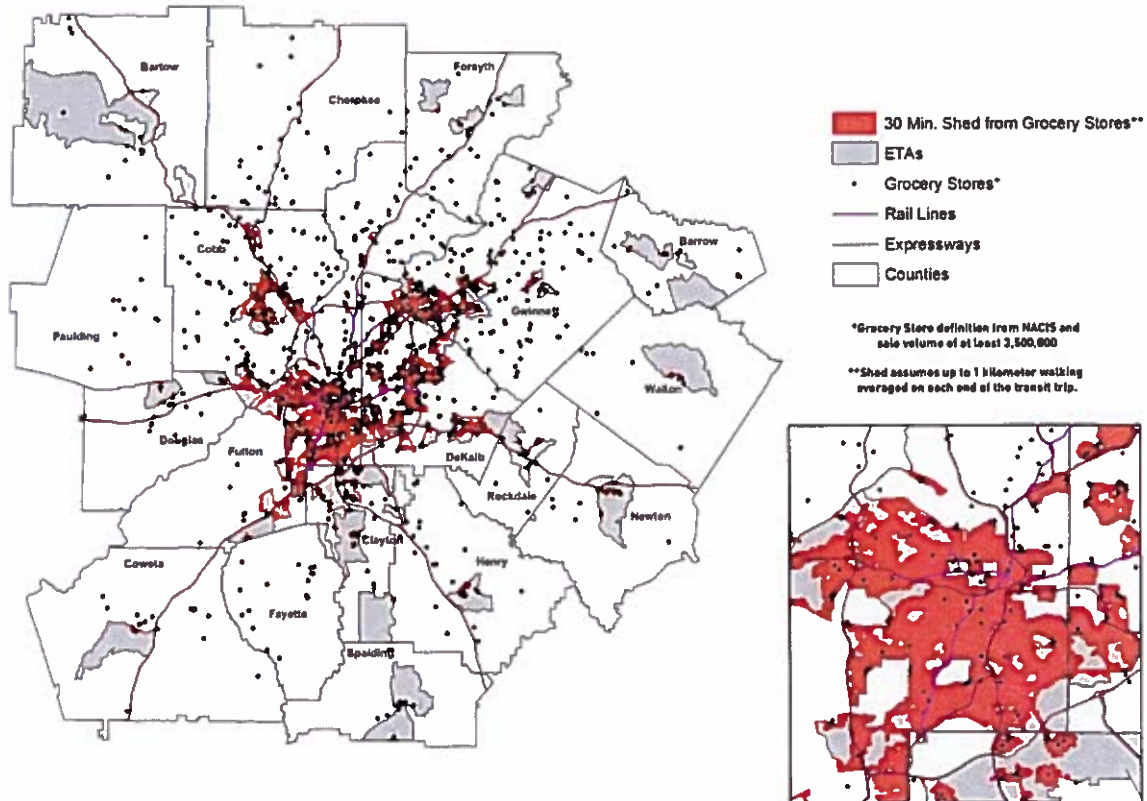 Bartow
Forsyth
Cherokee
Cobb
Barrow
Gwinnett
Paulding
Walton
Douglas
Fulton
DeKalb
Rockdale
Newton
Clayton
Coweta
Henry
Fayette
Spalding
30 Min. Shed from Grocery Stores**
ETAs
Grocery Stores*
Rail Lines
Expressways
Counties
*Grocery Store definition from NACIS and
sale volume of at least 3,500,000
**Shed assumes up to 1 kilometer walking
averaged on each end of the transit trip.